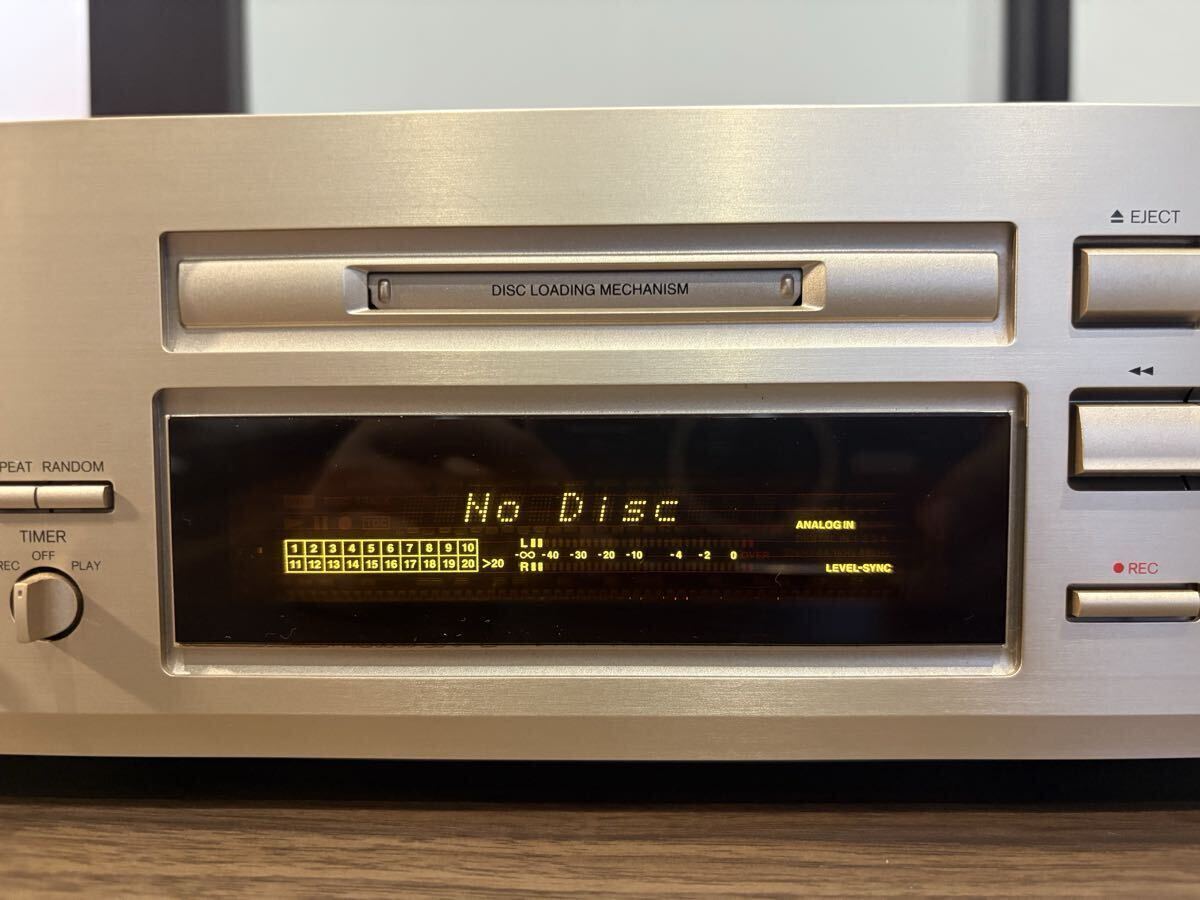 ⏏ EJECT
DISC LOADING MECHANISM
◀◀
PEAT RANDOM
No Disc
ANALOG IN
TIMER
OFF
REC PLAY
1 2 3 4 5 6 7 8 9 10
11 12 13 14 15 16 17 18 19 20 >20
L
-∞ -40 -30 -20 -10 -4 -2 0 OVER
R
LEVEL-SYNC
● REC